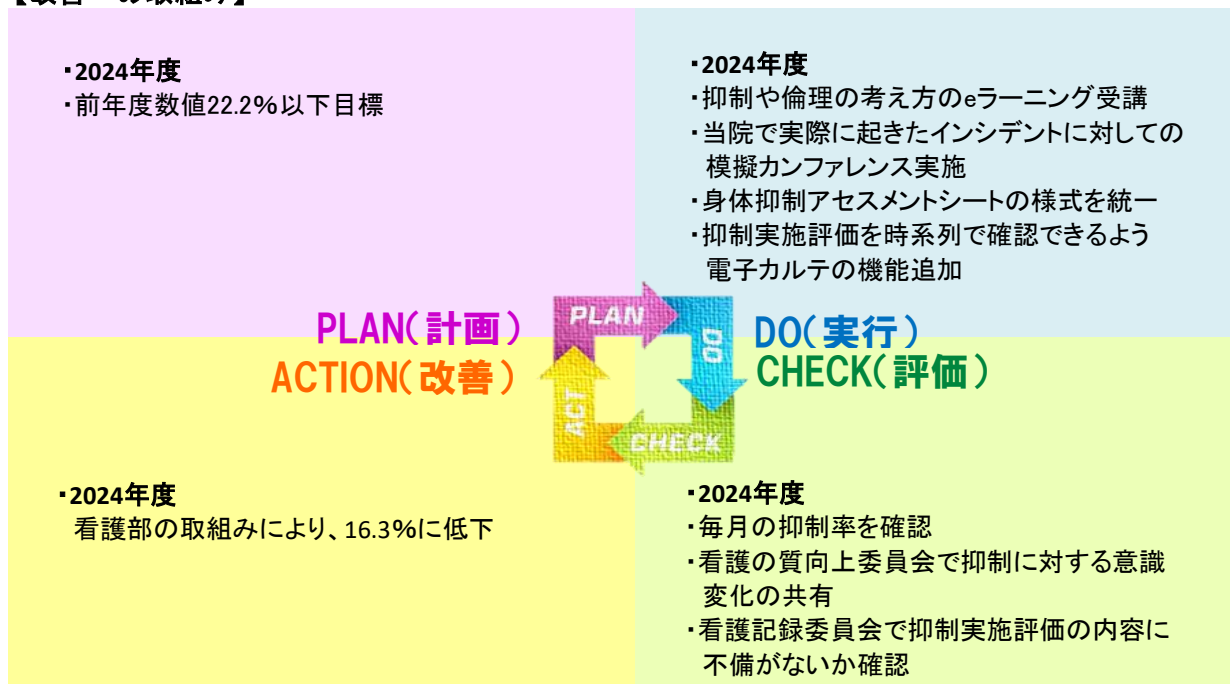 ・2024年度
・前年度数値22.2%以下目標
・2024年度
・抑制や倫理の考え方のeラーニング受講
・当院で実際に起きたインシデントに対しての
模擬カンファレンス実施
・身体抑制アセスメントシートの様式を統一
・抑制実施評価を時系列で確認できるよう
電子カルテの機能追加
PLAN(計画)
PLAN
DO
DO(実行)
ACTION(改善)
ACT
CHECK
CHECK(評価)
・2024年度
看護部の取組みにより、16.3%に低下
・2024年度
・毎月の抑制率を確認
・看護の質向上委員会で抑制に対する意識
変化の共有
・看護記録委員会で抑制実施評価の内容に
不備がないか確認